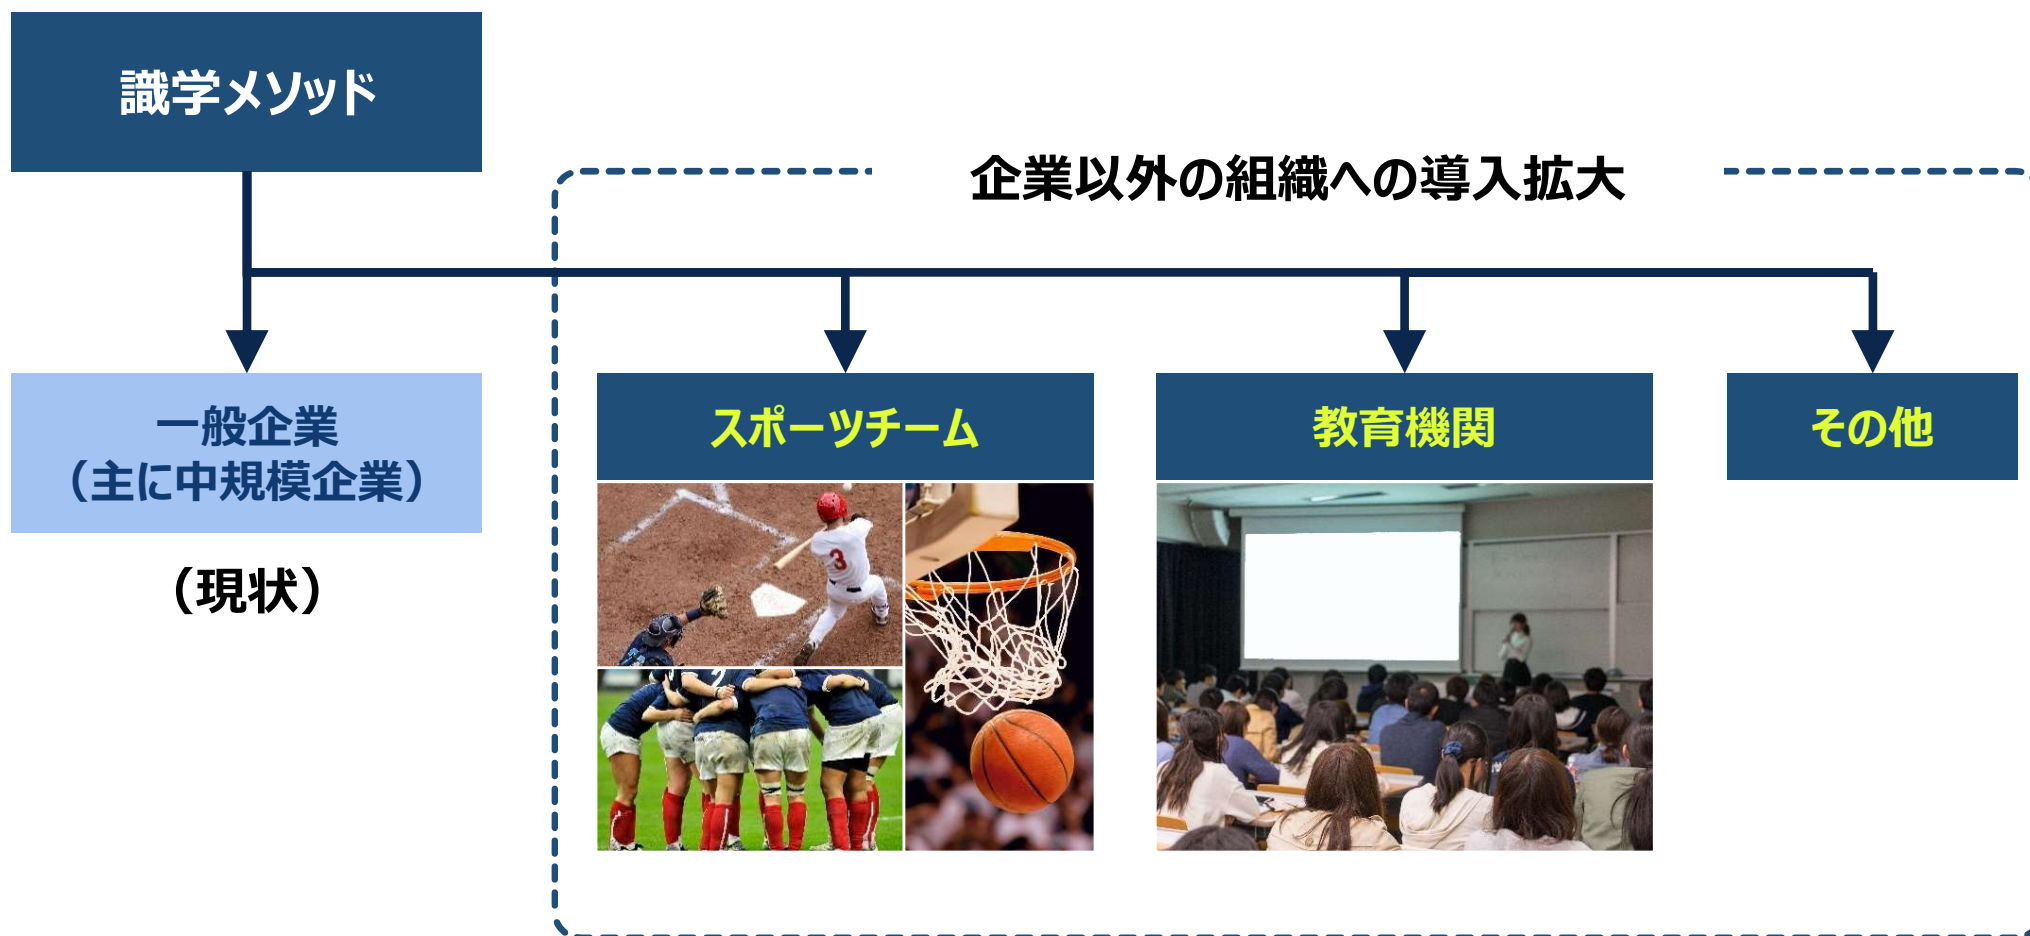 識学メソッド
企業以外の組織への導入拡大
一般企業
（主に中規模企業）
（現状）
スポーツチーム
教育機関
その他
3
2